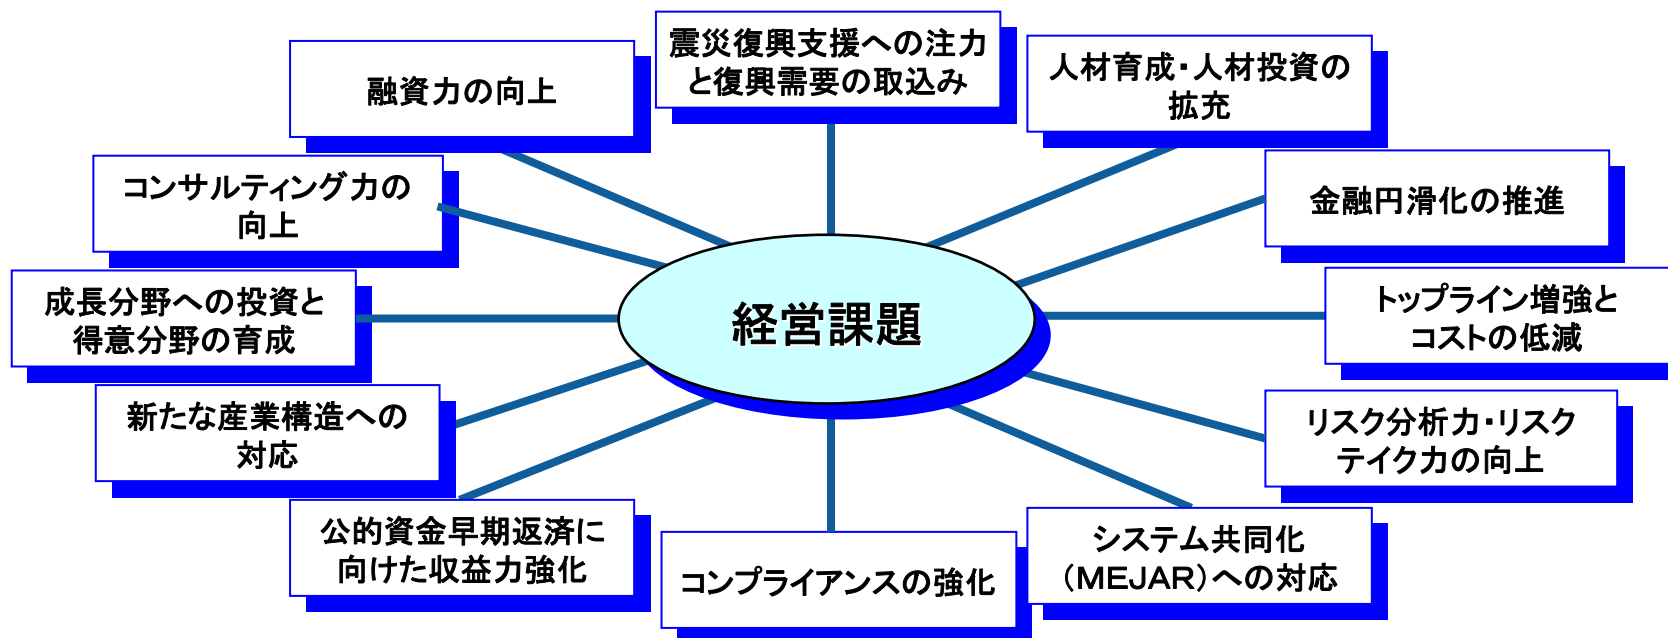 震災復興支援への注力
と復興需要の取込み
融資力の向上
人材育成・人材投資の
拡充
コンサルティング力の
向上
金融円滑化の推進
成長分野への投資と
得意分野の育成
経営課題
トップライン増強と
コストの低減
新たな産業構造への
対応
リスク分析力・リスク
テイク力の向上
公的資金早期返済に
向けた収益力強化
コンプライアンスの強化
システム共同化
（MEJAR）への対応